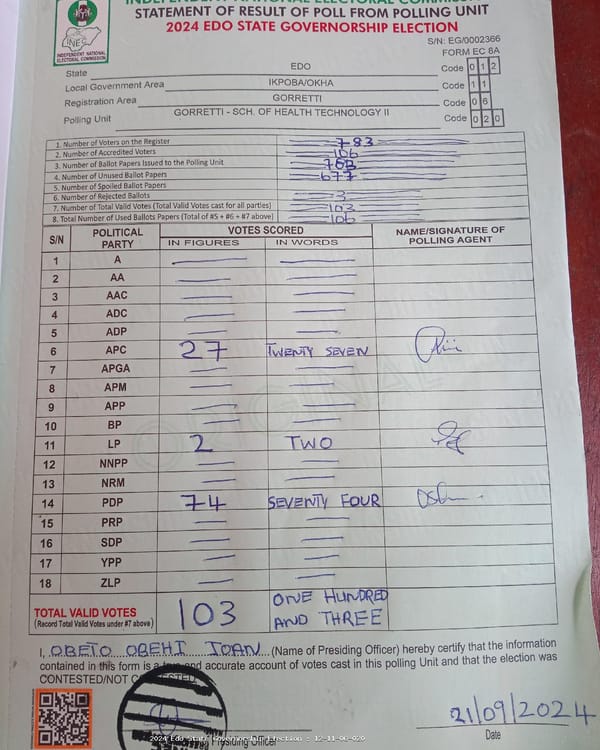 INDEPENDENT NATIONAL ELECTORAL COMMISSION
STATEMENT OF RESULT OF POLL FROM POLLING UNIT
2024 EDO STATE GOVERNORSHIP ELECTION
S/N: EG/0002366
FORM EC 8A
INEC
INDEPENDENT NATIONAL
ELECTORAL COMMISSION
State EDO Code 0 1 2
Local Government Area IKPOBA/OKHA Code 1 1
Registration Area GORRETTI Code 0 6
Polling Unit GORRETTI - SCH. OF HEALTH TECHNOLOGY II Code 0 2 0
1. Number of Voters on the Register 783
2. Number of Accredited Voters 106
3. Number of Ballot Papers Issued to the Polling Unit 783
4. Number of Unused Ballot Papers 677
5. Number of Spoiled Ballot Papers
6. Number of Rejected Ballots 3
7. Number of Total Valid Votes (Total Valid Votes cast for all parties) 103
8. Total Number of Used Ballots Papers (Total of #5 + #6 + #7 above) 106
S/N POLITICAL PARTY VOTES SCORED NAME/SIGNATURE OF POLLING AGENT
IN FIGURES IN WORDS
1 A
2 AA
3 AAC
4 ADC
5 ADP
6 APC 27 TWENTY SEVEN
7 APGA
8 APM
9 APP
10 BP
11 LP 2 TWO
12 NNPP
13 NRM
14 PDP 74 SEVENTY FOUR
15 PRP
16 SDP
17 YPP
18 ZLP
TOTAL VALID VOTES 103 ONE HUNDRED AND THREE
(Record Total Valid Votes under #7 above)
I, OBETO OBEHI JOAN (Name of Presiding Officer) hereby certify that the information
contained in this form is a true and accurate account of votes cast in this polling Unit and that the election was
CONTESTED/NOT CONTESTED.
21/09/2024
Presiding Officer
Date
2024 Edo State Governorship Election : 12-11-06-020
ORIGINAL